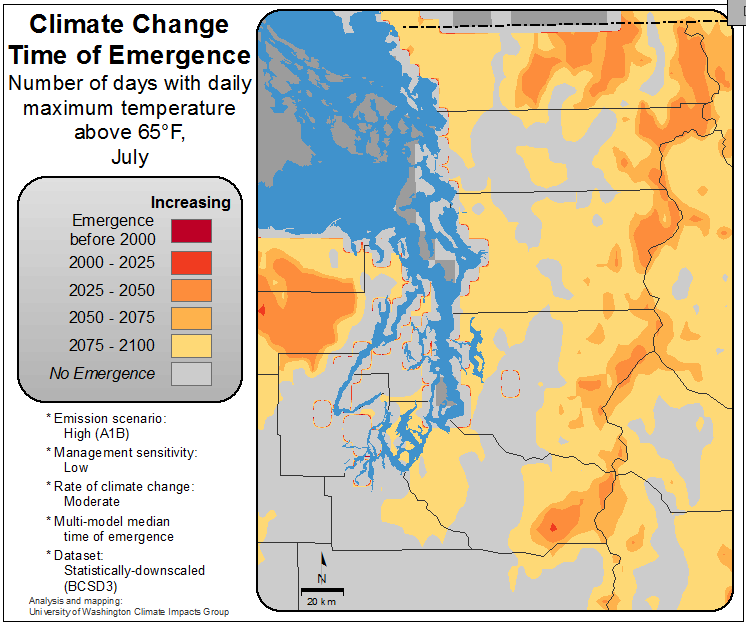 Climate Change
Time of Emergence
Number of days with daily
maximum temperature
above 65°F,
July
Increasing
Emergence
before 2000
2000 - 2025
2025 - 2050
2050 - 2075
2075 - 2100
No Emergence
* Emission scenario:
High (A1B)
* Management sensitivity:
Low
* Rate of climate change:
Moderate
* Multi-model median
time of emergence
* Dataset:
Statistically-downscaled
(BCSD3)
Analysis and mapping:
University of Washington Climate Impacts Group
N
20 km